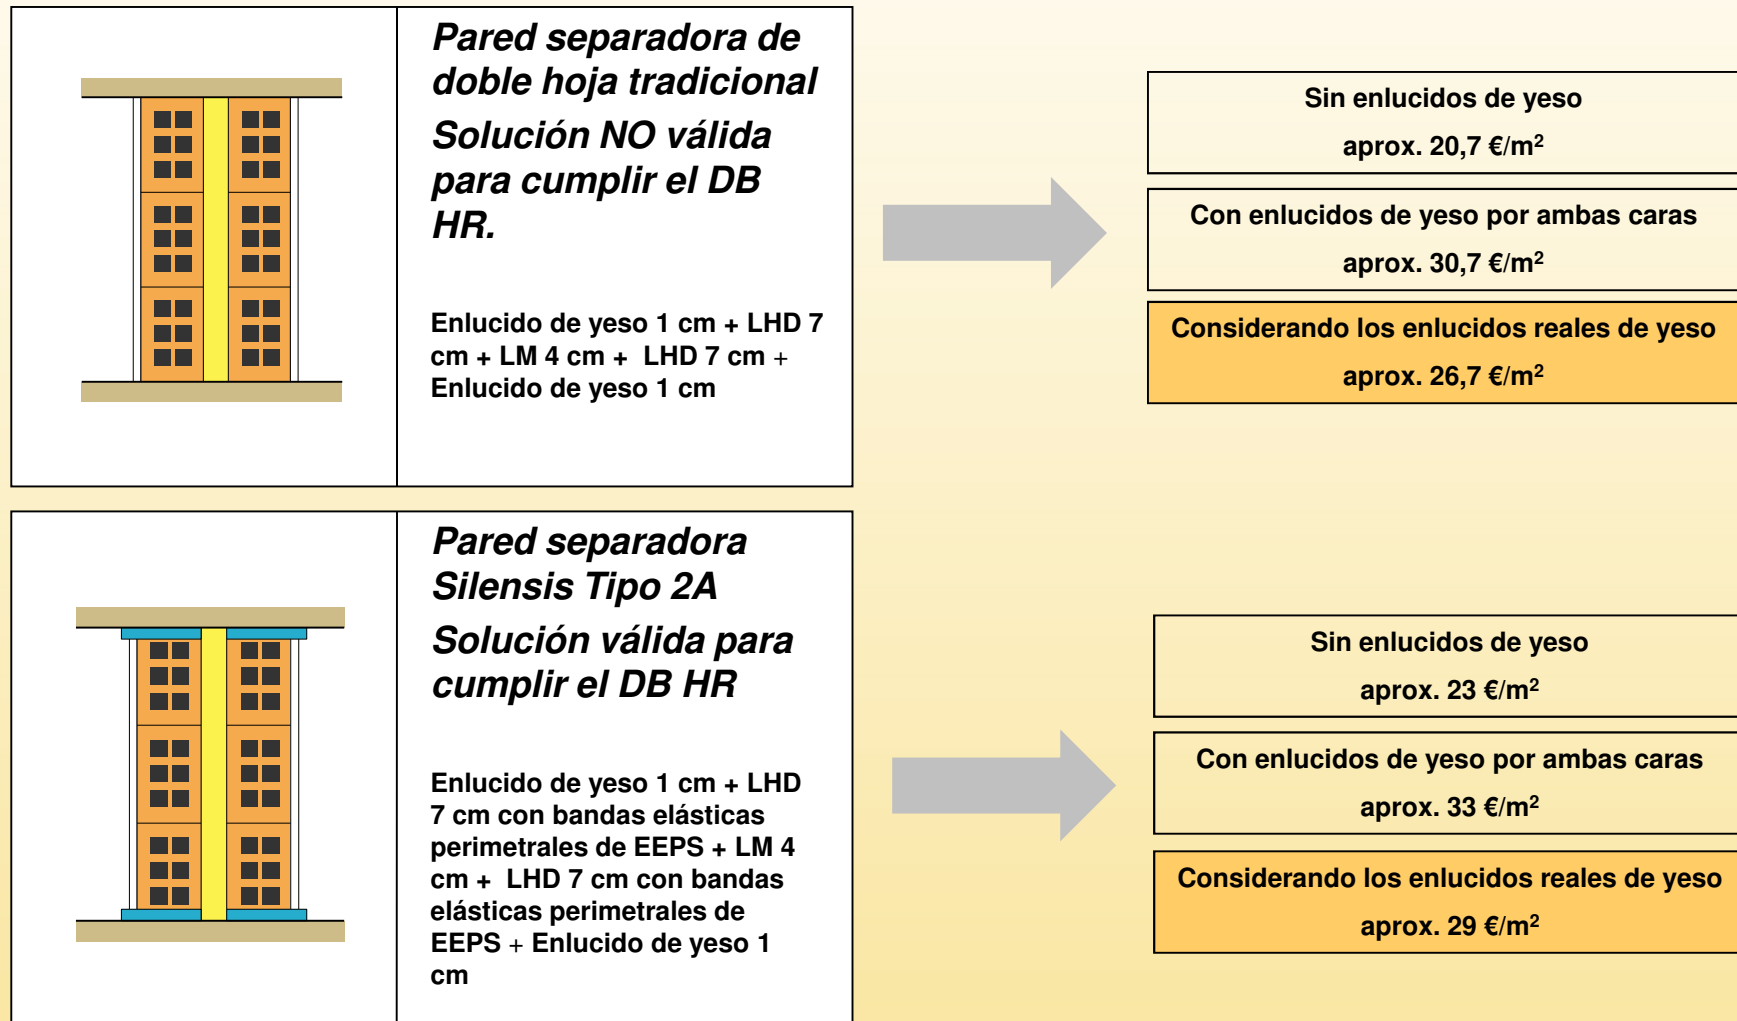 Pared separadora de
doble hoja tradicional
Solución NO válida
para cumplir el DB
HR.
Enlucido de yeso 1 cm + LHD 7
cm + LM 4 cm + LHD 7 cm +
Enlucido de yeso 1 cm
Sin enlucidos de yeso
aprox. 20,7 €/m²
Con enlucidos de yeso por ambas caras
aprox. 30,7 €/m²
Considerando los enlucidos reales de yeso
aprox. 26,7 €/m²
Pared separadora
Silensis Tipo 2A
Solución válida para
cumplir el DB HR
Enlucido de yeso 1 cm + LHD
7 cm con bandas elásticas
perimetrales de EEPS + LM 4
cm + LHD 7 cm con bandas
elásticas perimetrales de
EEPS + Enlucido de yeso 1
cm
Sin enlucidos de yeso
aprox. 23 €/m²
Con enlucidos de yeso por ambas caras
aprox. 33 €/m²
Considerando los enlucidos reales de yeso
aprox. 29 €/m²